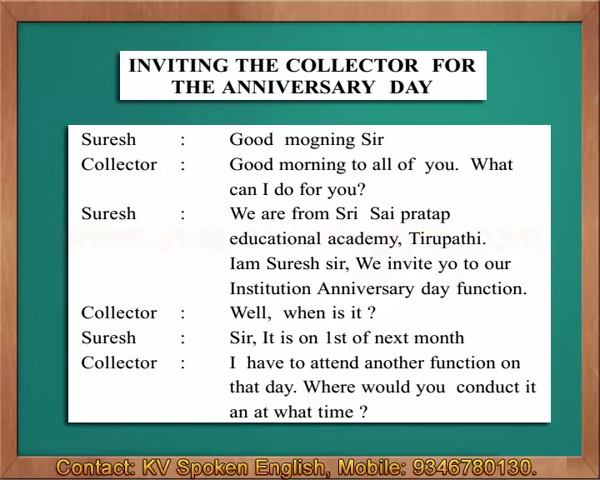 INVITING THE COLLECTOR FOR
THE ANNIVERSARY DAY
Suresh : Good mogning Sir
Collector : Good morning to all of you. What
can I do for you?
Suresh : We are from Sri Sai pratap
educational academy, Tirupathi.
Iam Suresh sir, We invite yo to our
Institution Anniversary day function.
Collector : Well, when is it ?
Suresh : Sir, It is on 1st of next month
Collector : I have to attend another function on
that day. Where would you conduct it
an at what time ?
Contact: KV Spoken English, Mobile: 9346780130.